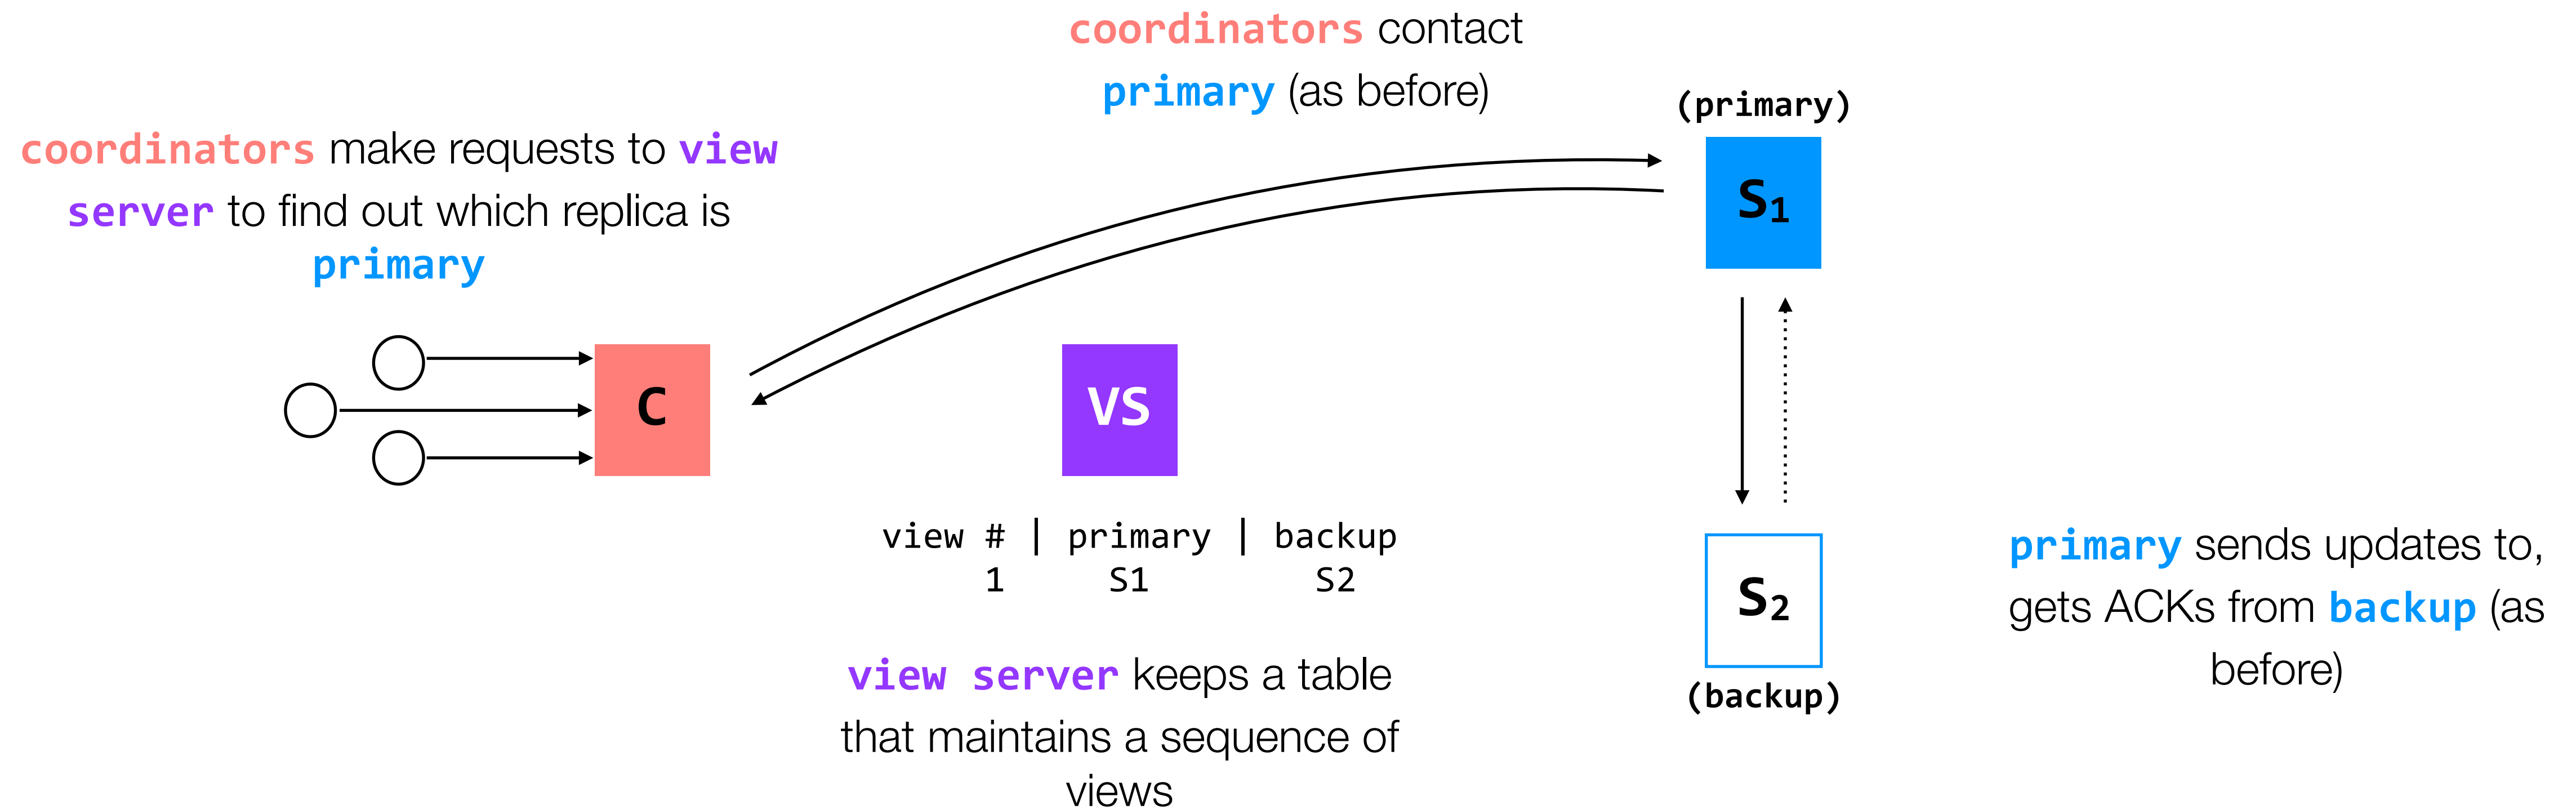 coordinators contact
primary (as before)
(primary)
coordinators make requests to view
server to find out which replica is
primary
S1
C
VS
view # | primary | backup
1 S1 S2
S2
(backup)
primary sends updates to,
gets ACKs from backup (as
before)
view server keeps a table
that maintains a sequence of
views